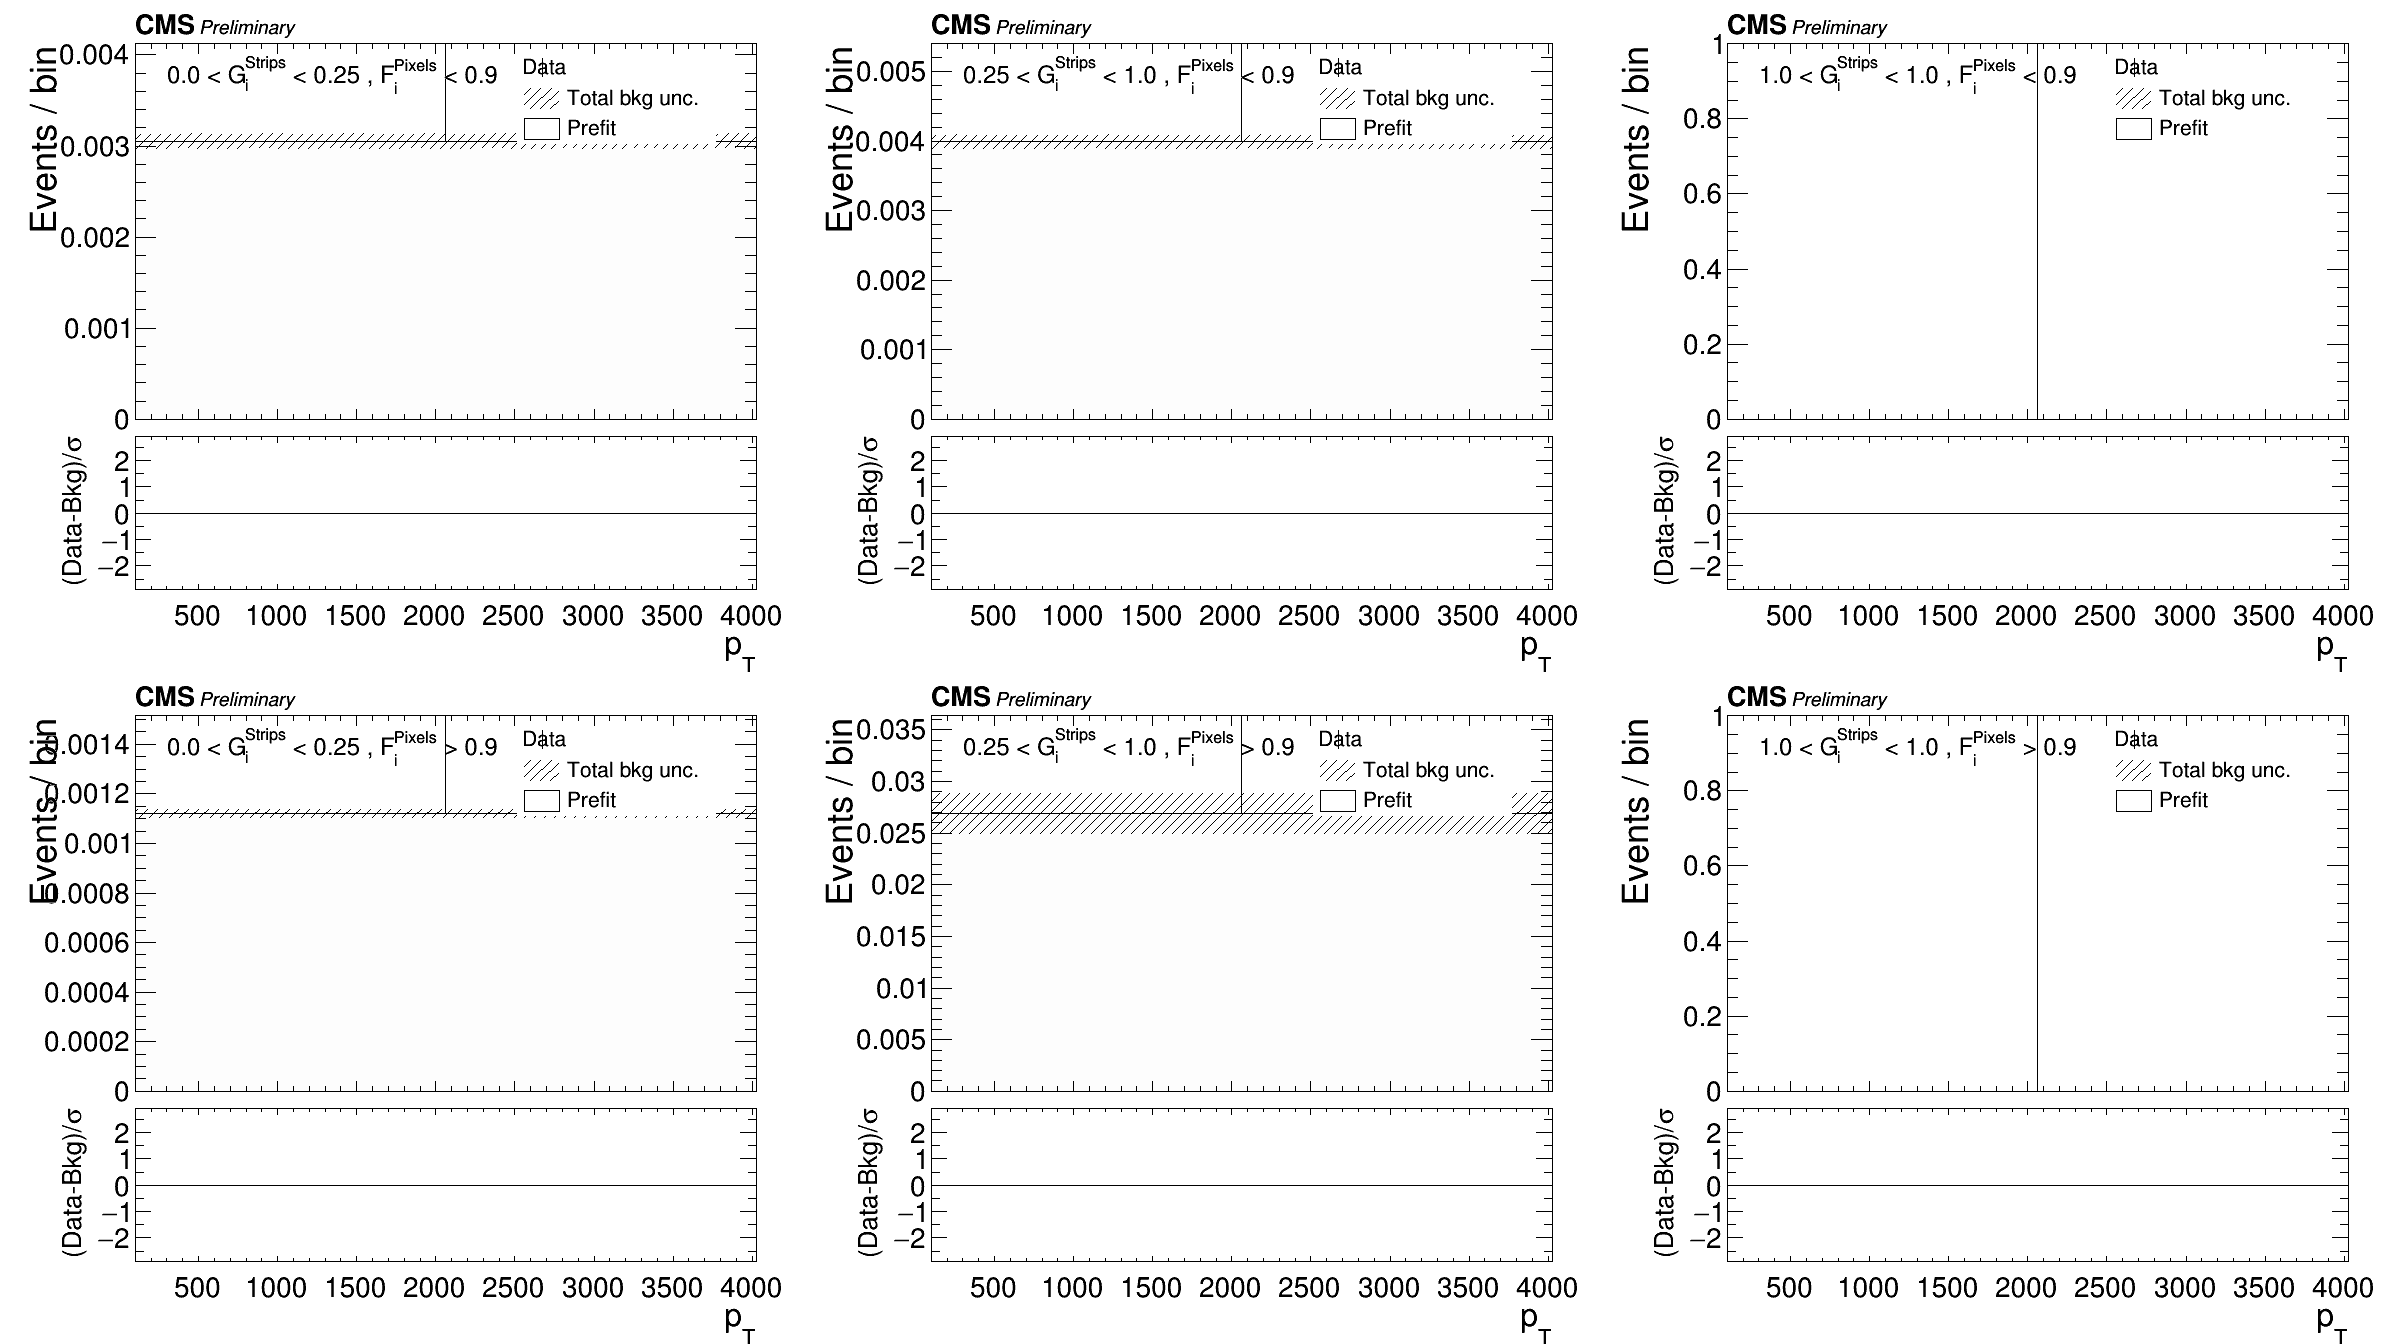 CMS Preliminary
Events / bin
0.004
0.003
0.002
0.001
0
0.0 < G_i^Strips < 0.25 , F_i^Pixels < 0.9
Data
Total bkg unc.
Prefit
(Data-Bkg)/σ
2
1
0
−1
−2
500 1000 1500 2000 2500 3000 3500 4000
p_T
CMS Preliminary
Events / bin
0.005
0.004
0.003
0.002
0.001
0
0.25 < G_i^Strips < 1.0 , F_i^Pixels < 0.9
Data
Total bkg unc.
Prefit
(Data-Bkg)/σ
2
1
0
−1
−2
500 1000 1500 2000 2500 3000 3500 4000
p_T
CMS Preliminary
Events / bin
1
0.8
0.6
0.4
0.2
0
1.0 < G_i^Strips < 1.0 , F_i^Pixels < 0.9
Data
Total bkg unc.
Prefit
(Data-Bkg)/σ
2
1
0
−1
−2
500 1000 1500 2000 2500 3000 3500 4000
p_T
CMS Preliminary
Events / bin
0.0014
0.0012
0.001
0.0008
0.0006
0.0004
0.0002
0
0.0 < G_i^Strips < 0.25 , F_i^Pixels > 0.9
Data
Total bkg unc.
Prefit
(Data-Bkg)/σ
2
1
0
−1
−2
500 1000 1500 2000 2500 3000 3500 4000
p_T
CMS Preliminary
Events / bin
0.035
0.03
0.025
0.02
0.015
0.01
0.005
0
0.25 < G_i^Strips < 1.0 , F_i^Pixels > 0.9
Data
Total bkg unc.
Prefit
(Data-Bkg)/σ
2
1
0
−1
−2
500 1000 1500 2000 2500 3000 3500 4000
p_T
CMS Preliminary
Events / bin
1
0.8
0.6
0.4
0.2
0
1.0 < G_i^Strips < 1.0 , F_i^Pixels > 0.9
Data
Total bkg unc.
Prefit
(Data-Bkg)/σ
2
1
0
−1
−2
500 1000 1500 2000 2500 3000 3500 4000
p_T